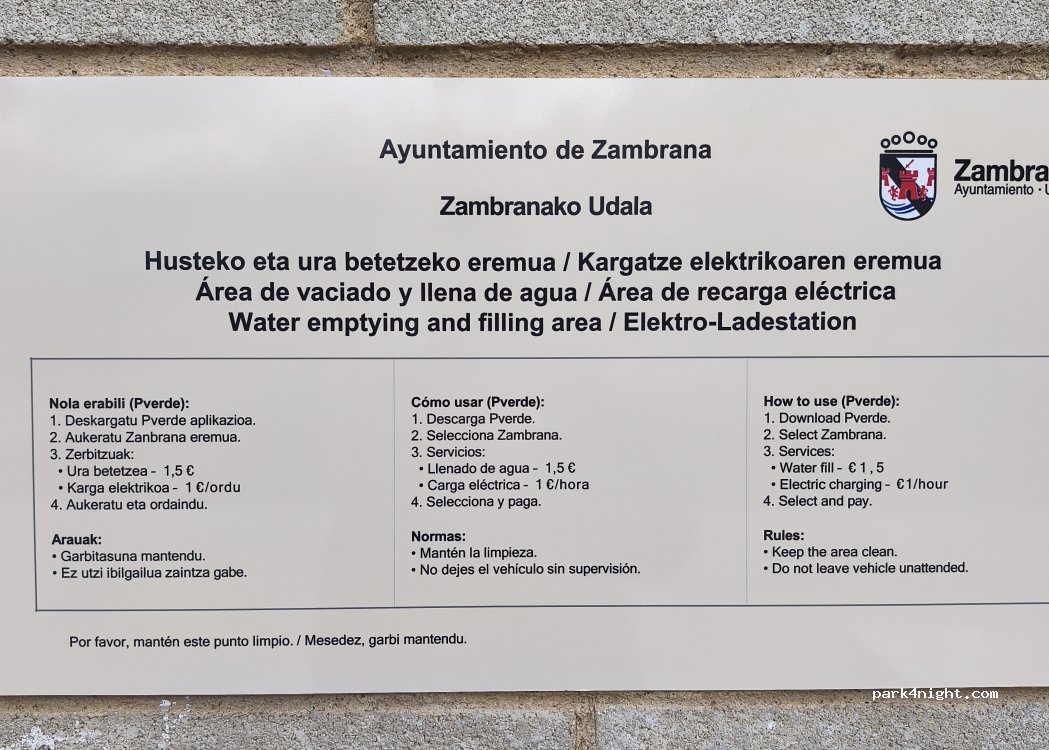 Ayuntamiento de Zambrana
Zambranako Udala
Zambra
Ayuntamiento · U
Husteko eta ura betetzeko eremua / Kargatze elektrikoaren eremua
Área de vaciado y llena de agua / Área de recarga eléctrica
Water emptying and filling area / Elektro-Ladestation
Nola erabili (Pverde):
1. Deskargatu Pverde aplikazioa.
2. Aukeratu Zanbrana eremua.
3. Zerbitzuak:
• Ura betetzea - 1,5 €
• Karga elektrikoa - 1 €/ordu
4. Aukeratu eta ordaindu.
Arauak:
• Garbitasuna mantendu.
• Ez utzi ibilgailua zaintza gabe.
Cómo usar (Pverde):
1. Descarga Pverde.
2. Selecciona Zambrana.
3. Servicios:
• Llenado de agua - 1,5 €
• Carga eléctrica - 1 €/hora
4. Selecciona y paga.
Normas:
• Mantén la limpieza.
• No dejes el vehículo sin supervisión.
How to use (Pverde):
1. Download Pverde.
2. Select Zambrana.
3. Services:
• Water fill - € 1 , 5
• Electric charging - €1/hour
4. Select and pay.
Rules:
• Keep the area clean.
• Do not leave vehicle unattended.
Por favor, mantén este punto limpio. / Mesedez, garbi mantendu.
park4night.com